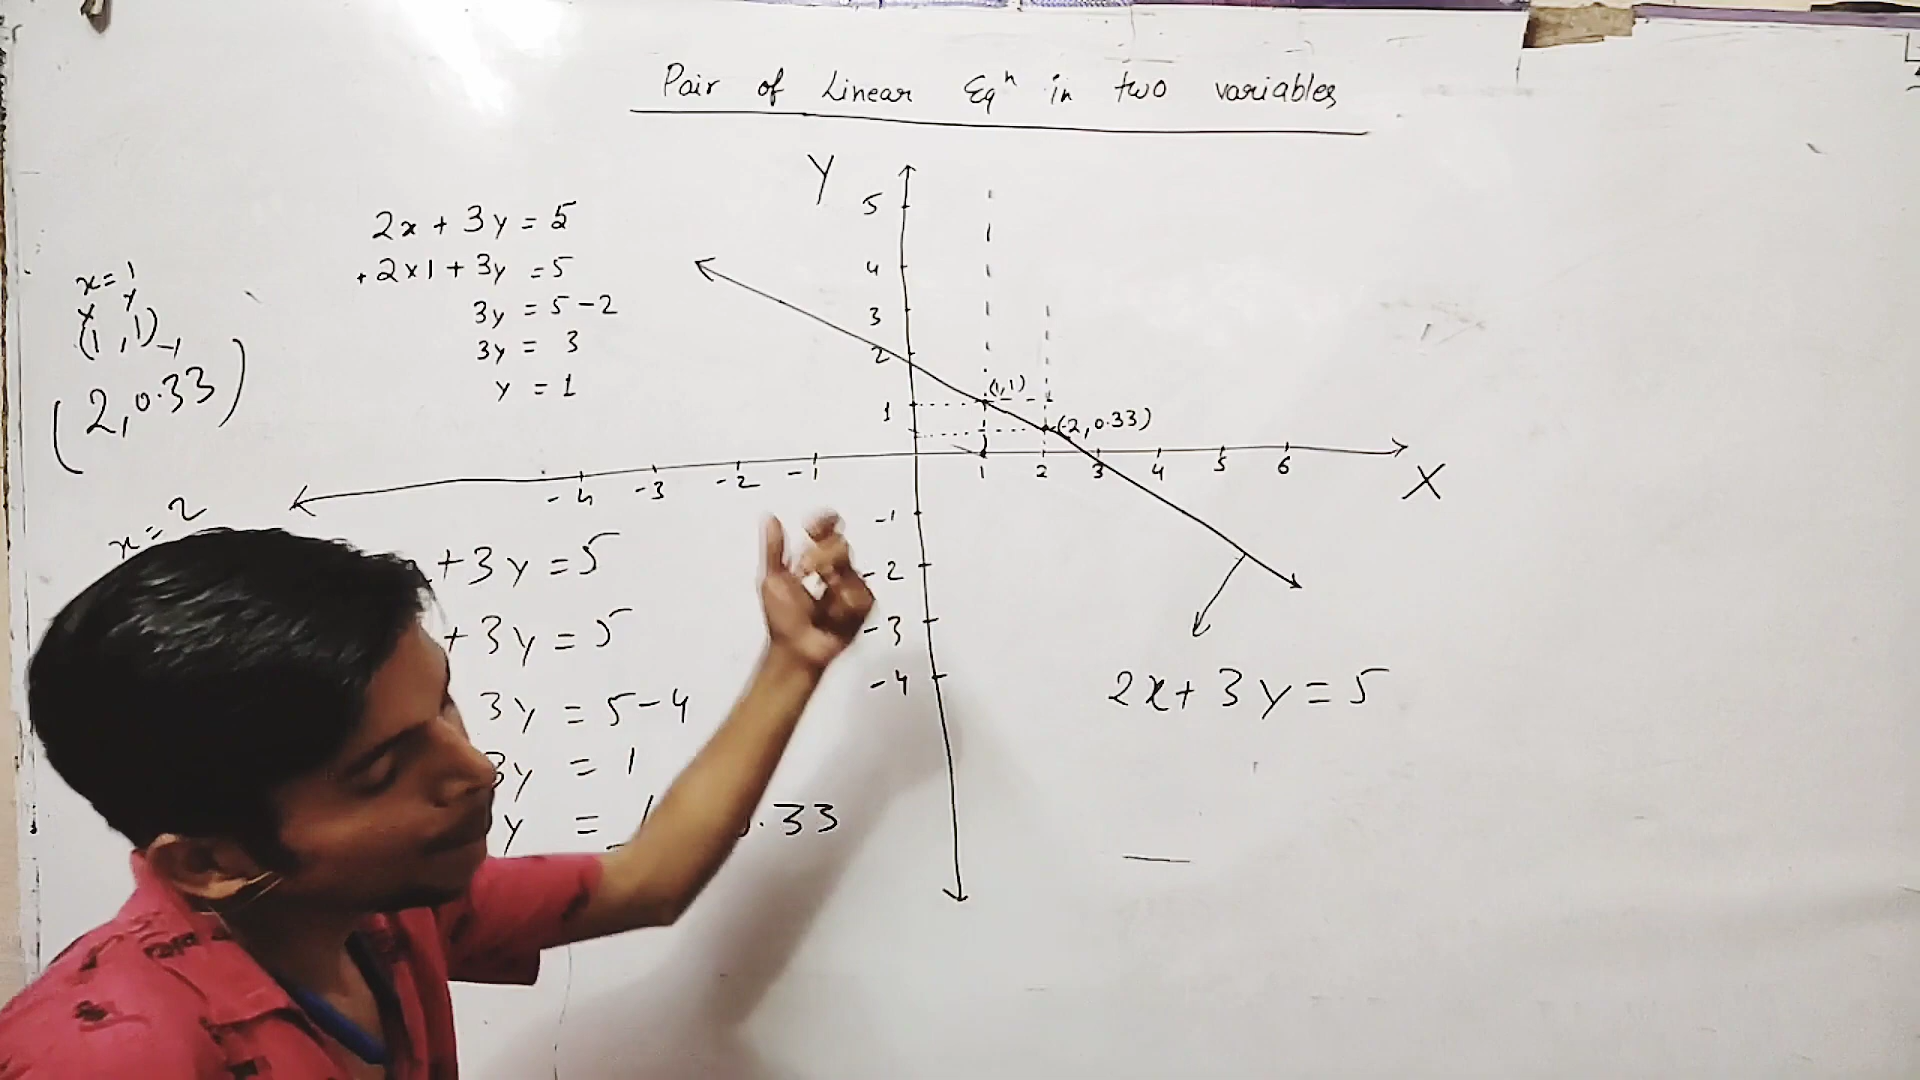 Pair of Linear Eqⁿ in two variables
2x + 3y = 5
+ 2x1 + 3y = 5
3y = 5 - 2
3y = 3
y = 1
x = 1
x y
(1, 1)
(2, 0.33)
x = 2
+ 3y = 5
+ 3y = 5
3y = 5 - 4
3y = 1
y = .33
Y
5
4
3
2
1
(1,1)
(2, 0.33)
-4 -3 -2 -1 1 2 3 4 5 6
X
-1
-2
-3
-4
2x + 3y = 5